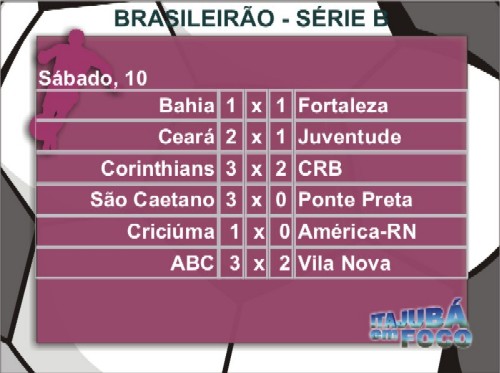 BRASILEIRÃO - SÉRIE B
Sábado, 10
Bahia 1 x 1 Fortaleza
Ceará 2 x 1 Juventude
Corinthians 3 x 2 CRB
São Caetano 3 x 0 Ponte Preta
Criciúma 1 x 0 América-RN
ABC 3 x 2 Vila Nova
ITAJUBÁ
EM FOCO